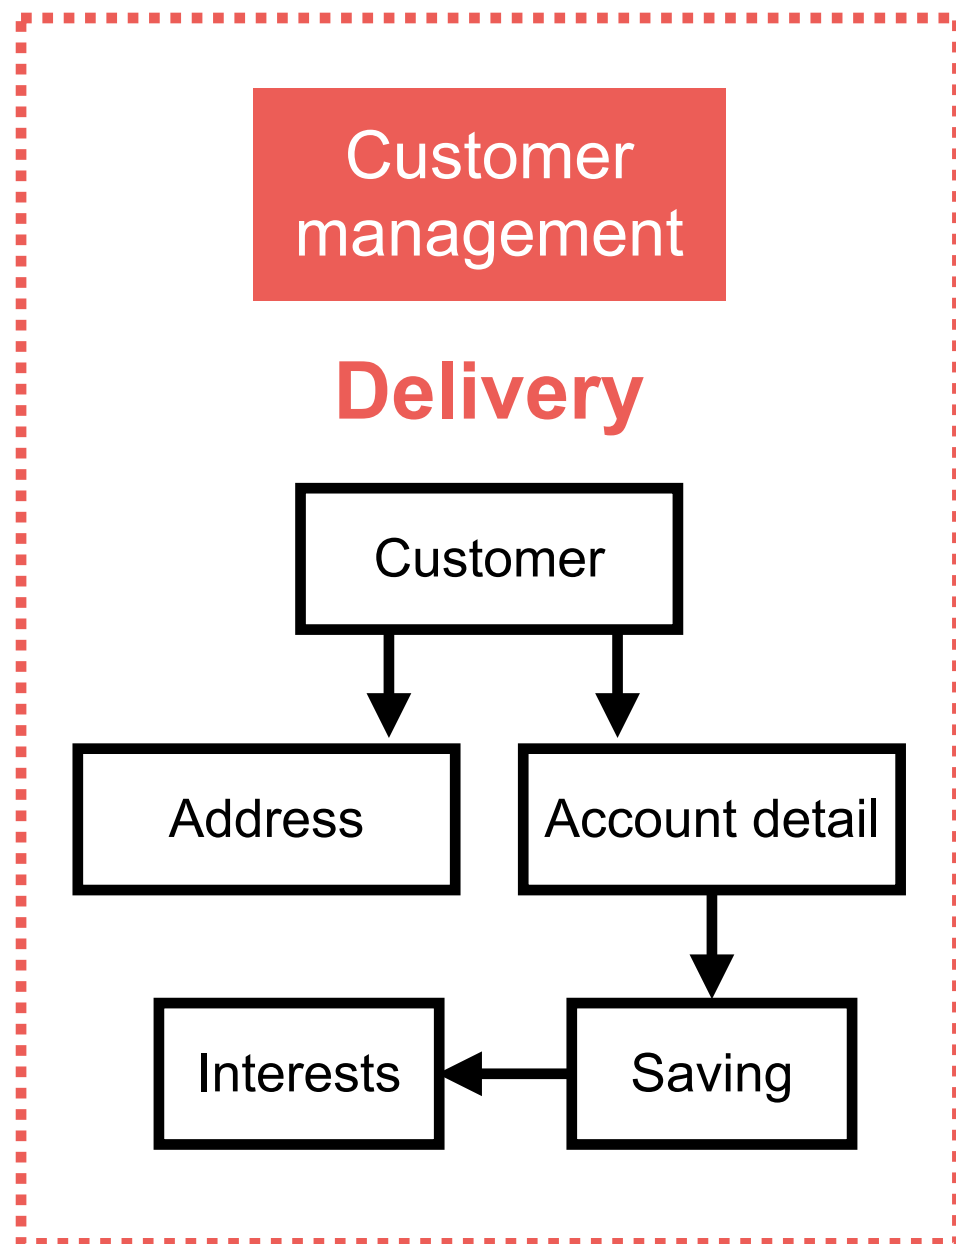 Customer
management
Delivery
Customer
Address
Account detail
Interests
Saving